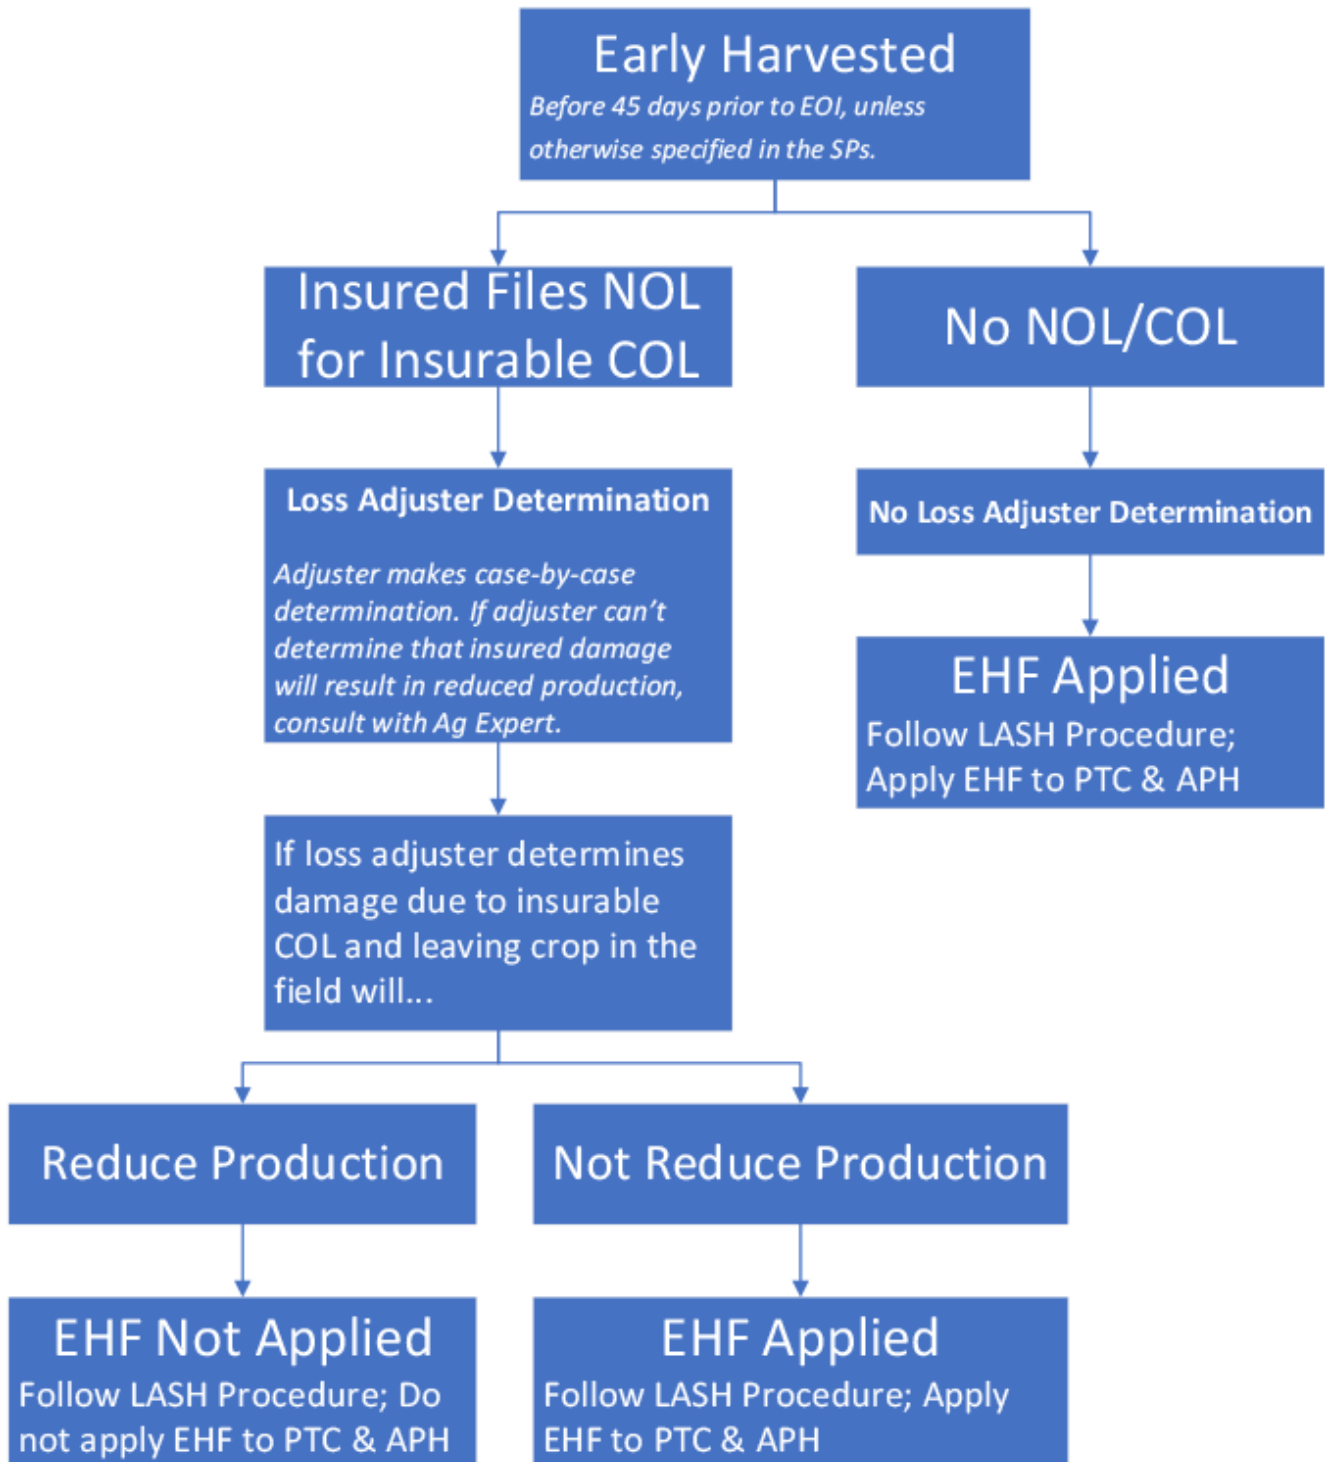 Early Harvested
Before 45 days prior to EOI, unless
otherwise specified in the SPs.
Insured Files NOL
for Insurable COL
No NOL/COL
Loss Adjuster Determination
Adjuster makes case-by-case
determination. If adjuster can't
determine that insured damage
will result in reduced production,
consult with Ag Expert.
No Loss Adjuster Determination
EHF Applied
Follow LASH Procedure;
Apply EHF to PTC & APH
If loss adjuster determines
damage due to insurable
COL and leaving crop in the
field will...
Reduce Production
Not Reduce Production
EHF Not Applied
Follow LASH Procedure; Do
not apply EHF to PTC & APH
EHF Applied
Follow LASH Procedure; Apply
EHF to PTC & APH